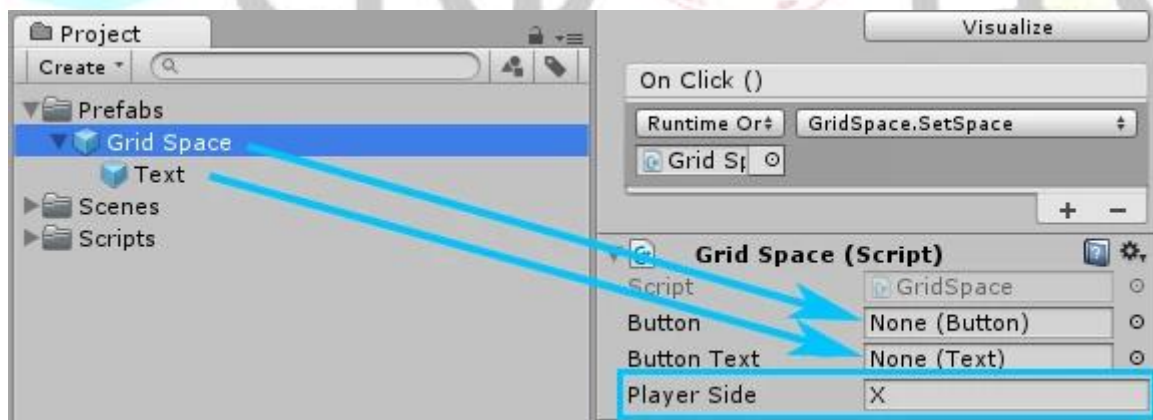 Project
Create
Prefabs
Grid Space
Text
Scenes
Scripts
Visualize
On Click ()
Runtime Or GridSpace.SetSpace
Grid Sp
+ −
Grid Space (Script)
Script GridSpace
Button None (Button)
Button Text None (Text)
Player Side X